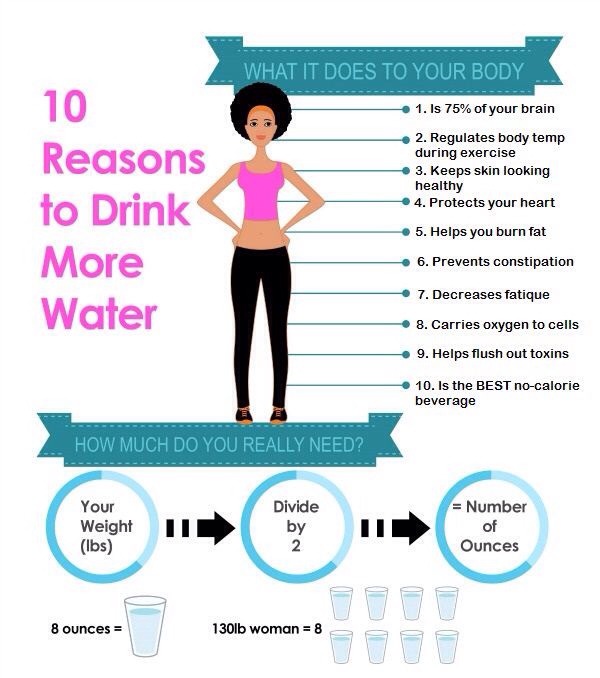 WHAT IT DOES TO YOUR BODY
10
Reasons
to Drink
More
Water
1. Is 75% of your brain
2. Regulates body temp
during exercise
3. Keeps skin looking
healthy
4. Protects your heart
5. Helps you burn fat
6. Prevents constipation
7. Decreases fatique
8. Carries oxygen to cells
9. Helps flush out toxins
10. Is the BEST no-calorie
beverage
HOW MUCH DO YOU REALLY NEED?
Your
Weight
(lbs)
Divide
by
2
= Number
of
Ounces
8 ounces =
130lb woman = 8